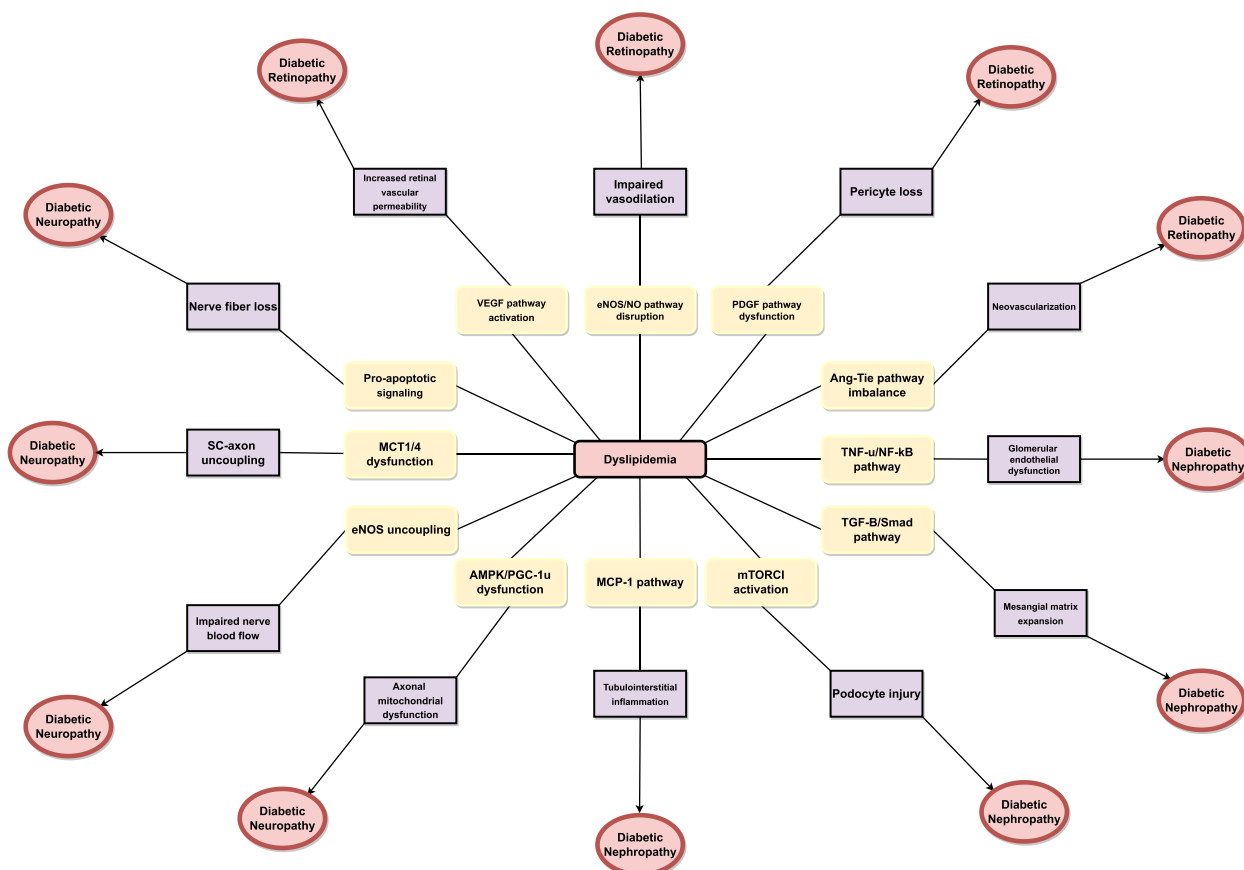 Diabetic
Retinopathy
Diabetic
Retinopathy
Diabetic
Retinopathy
Increased retinal
vascular
permeability
Impaired
vasodilation
Pericyte loss
Diabetic
Neuropathy
Diabetic
Retinopathy
Nerve fiber loss
VEGF pathway
activation
eNOS/NO pathway
disruption
PDGF pathway
dysfunction
Neovascularization
Pro-apoptotic
signaling
Ang-Tie pathway
imbalance
Diabetic
Neuropathy
SC-axon
uncoupling
MCT1/4
dysfunction
Dyslipidemia
TNF-u/NF-kB
pathway
Glomerular
endothelial
dysfunction
Diabetic
Nephropathy
eNOS uncoupling
TGF-B/Smad
pathway
AMPK/PGC-1u
dysfunction
MCP-1 pathway
mTORCI
activation
Impaired nerve
blood flow
Mesangial matrix
expansion
Axonal
mitochondrial
dysfunction
Tubulointerstitial
inflammation
Podocyte injury
Diabetic
Neuropathy
Diabetic
Nephropathy
Diabetic
Neuropathy
Diabetic
Nephropathy
Diabetic
Nephropathy